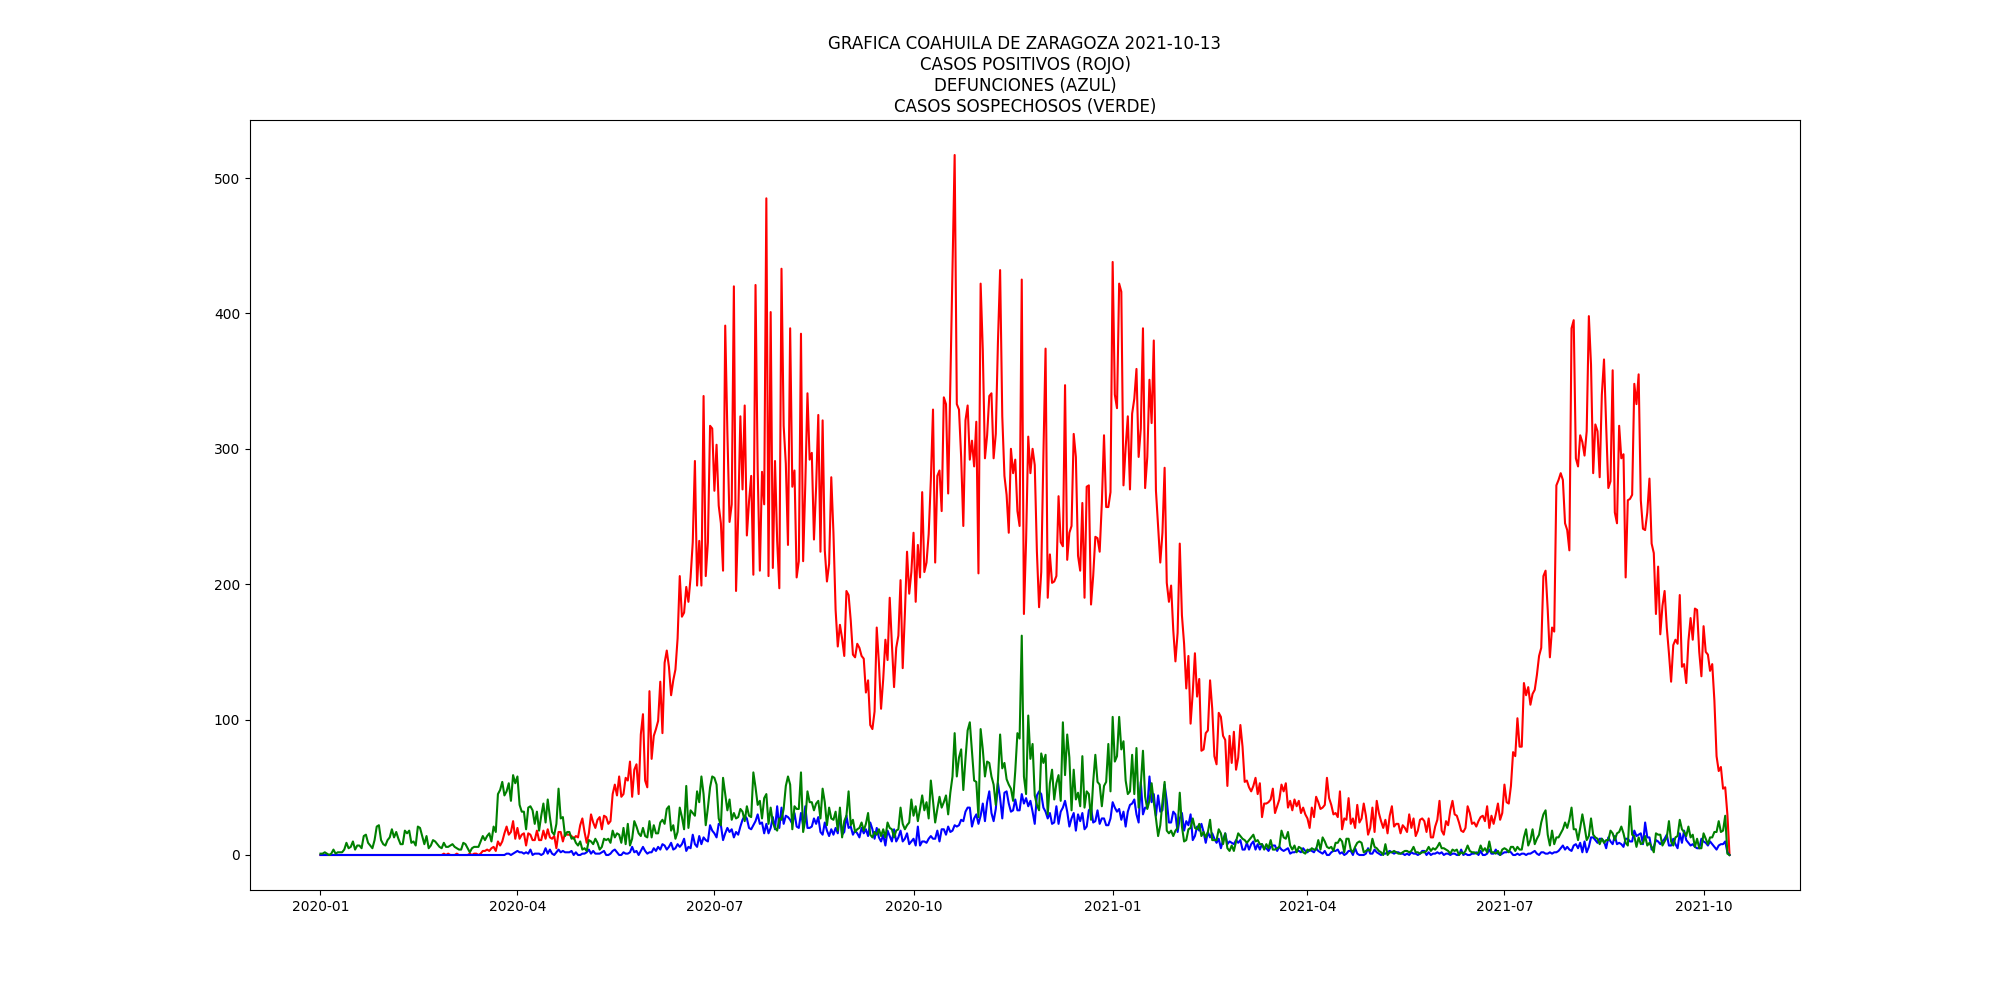 GRAFICA COAHUILA DE ZARAGOZA 2021-10-13
CASOS POSITIVOS (ROJO)
DEFUNCIONES (AZUL)
CASOS SOSPECHOSOS (VERDE)
500
400
300
200
100
0
2020-01 2020-04 2020-07 2020-10 2021-01 2021-04 2021-07 2021-10